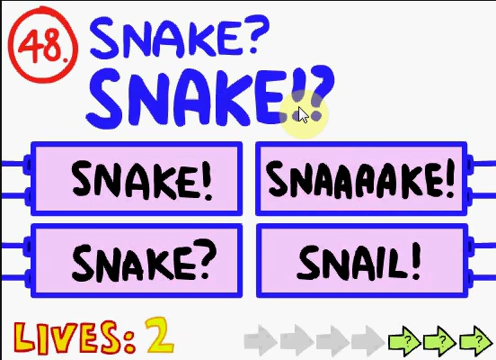 48.
SNAKE?
SNAKE!?
SNAKE! SNAAAAKE!
SNAKE? SNAIL!
LIVES: 2
? ? ?